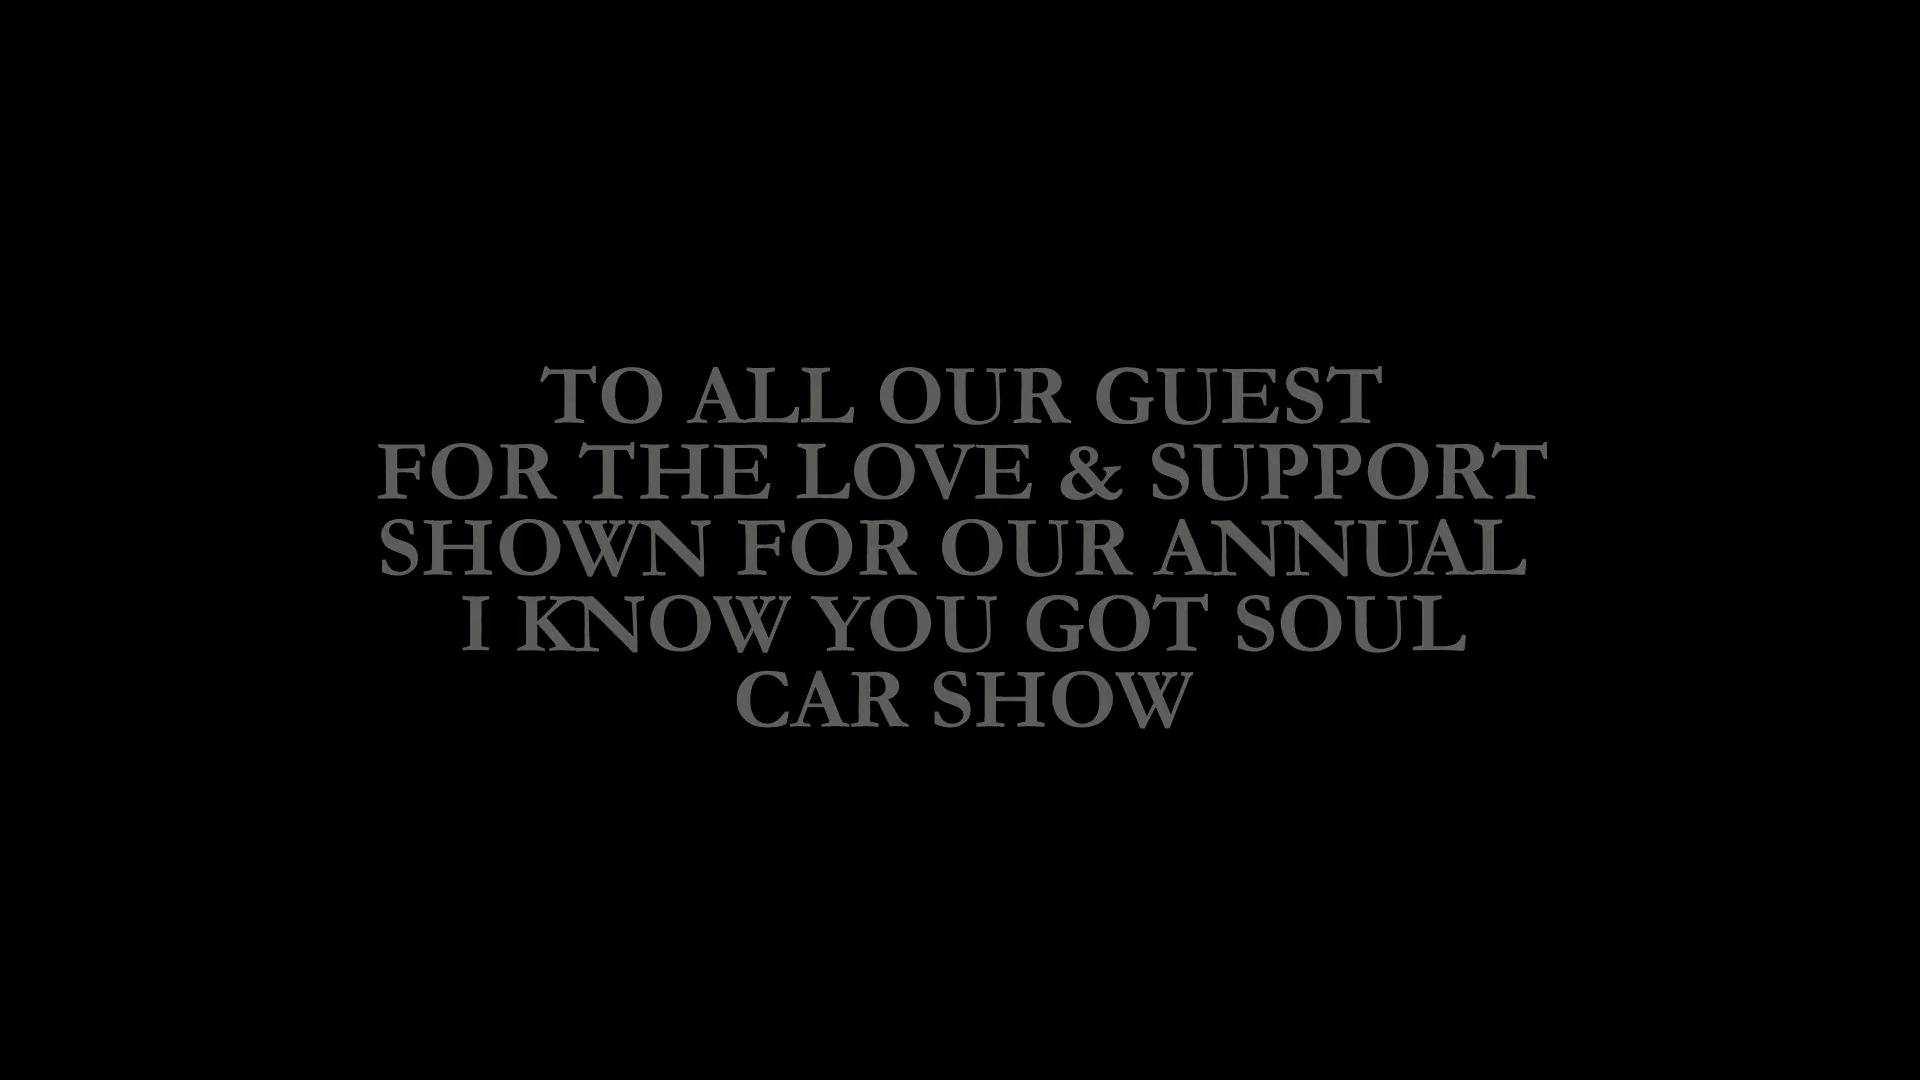 TO ALL OUR GUEST
FOR THE LOVE & SUPPORT
SHOWN FOR OUR ANNUAL
I KNOW YOU GOT SOUL
CAR SHOW